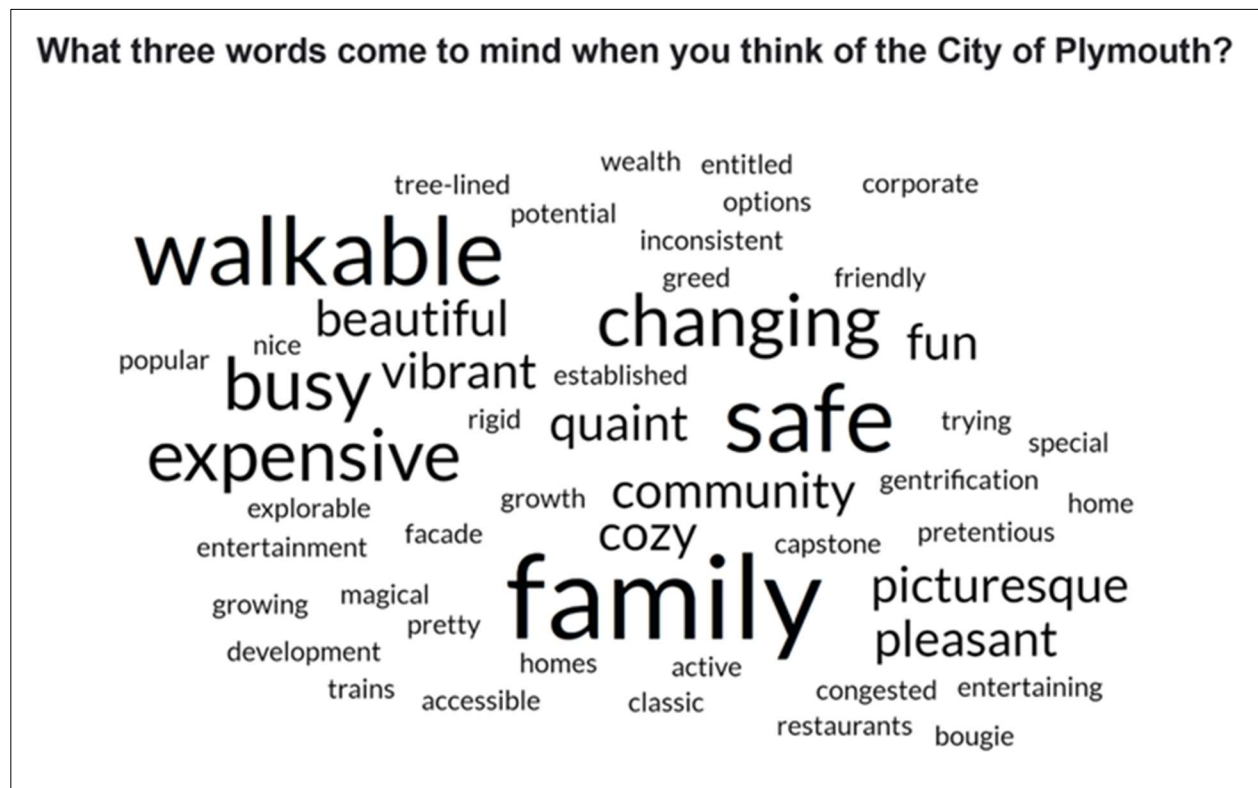 What three words come to mind when you think of the City of Plymouth?
wealth entitled
tree-lined corporate
potential options
walkable inconsistent
greed friendly
beautiful changing fun
nice
popular busy vibrant established
rigid quaint safe trying
expensive special
growth community gentrification
explorable home
entertainment facade cozy capstone pretentious
growing magical family picturesque
pretty pleasant
development homes active
trains accessible classic congested entertaining
restaurants bougie